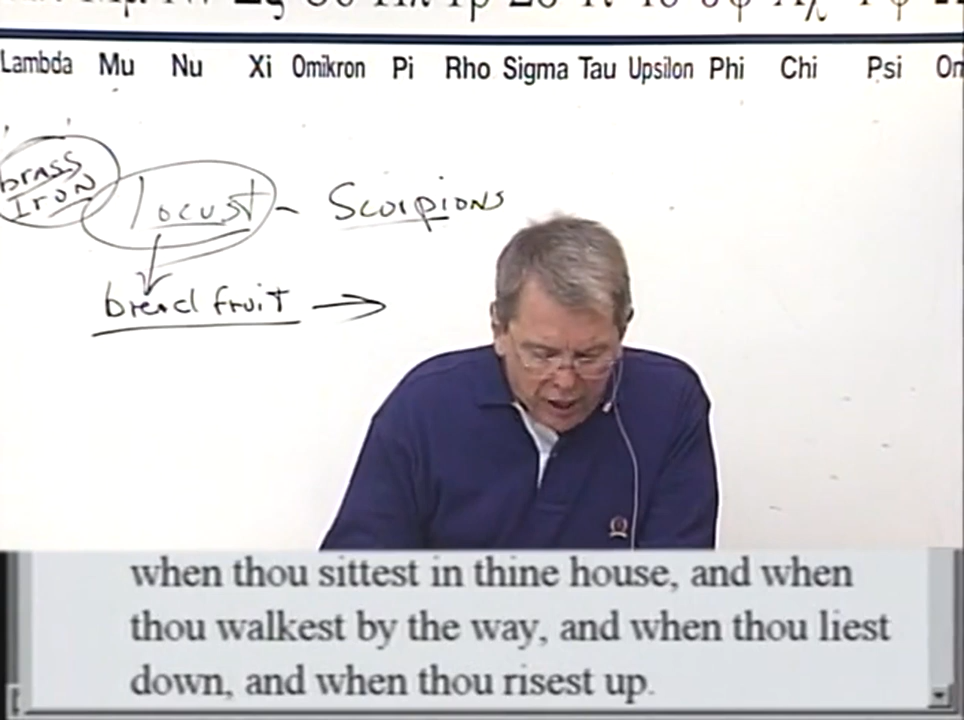 Lambda Mu Nu Xi Omikron Pi Rho Sigma Tau Upsilon Phi Chi Psi
brass
Iron
locust - Scorpions
bread fruit →
when thou sittest in thine house, and when
thou walkest by the way, and when thou liest
down, and when thou risest up.